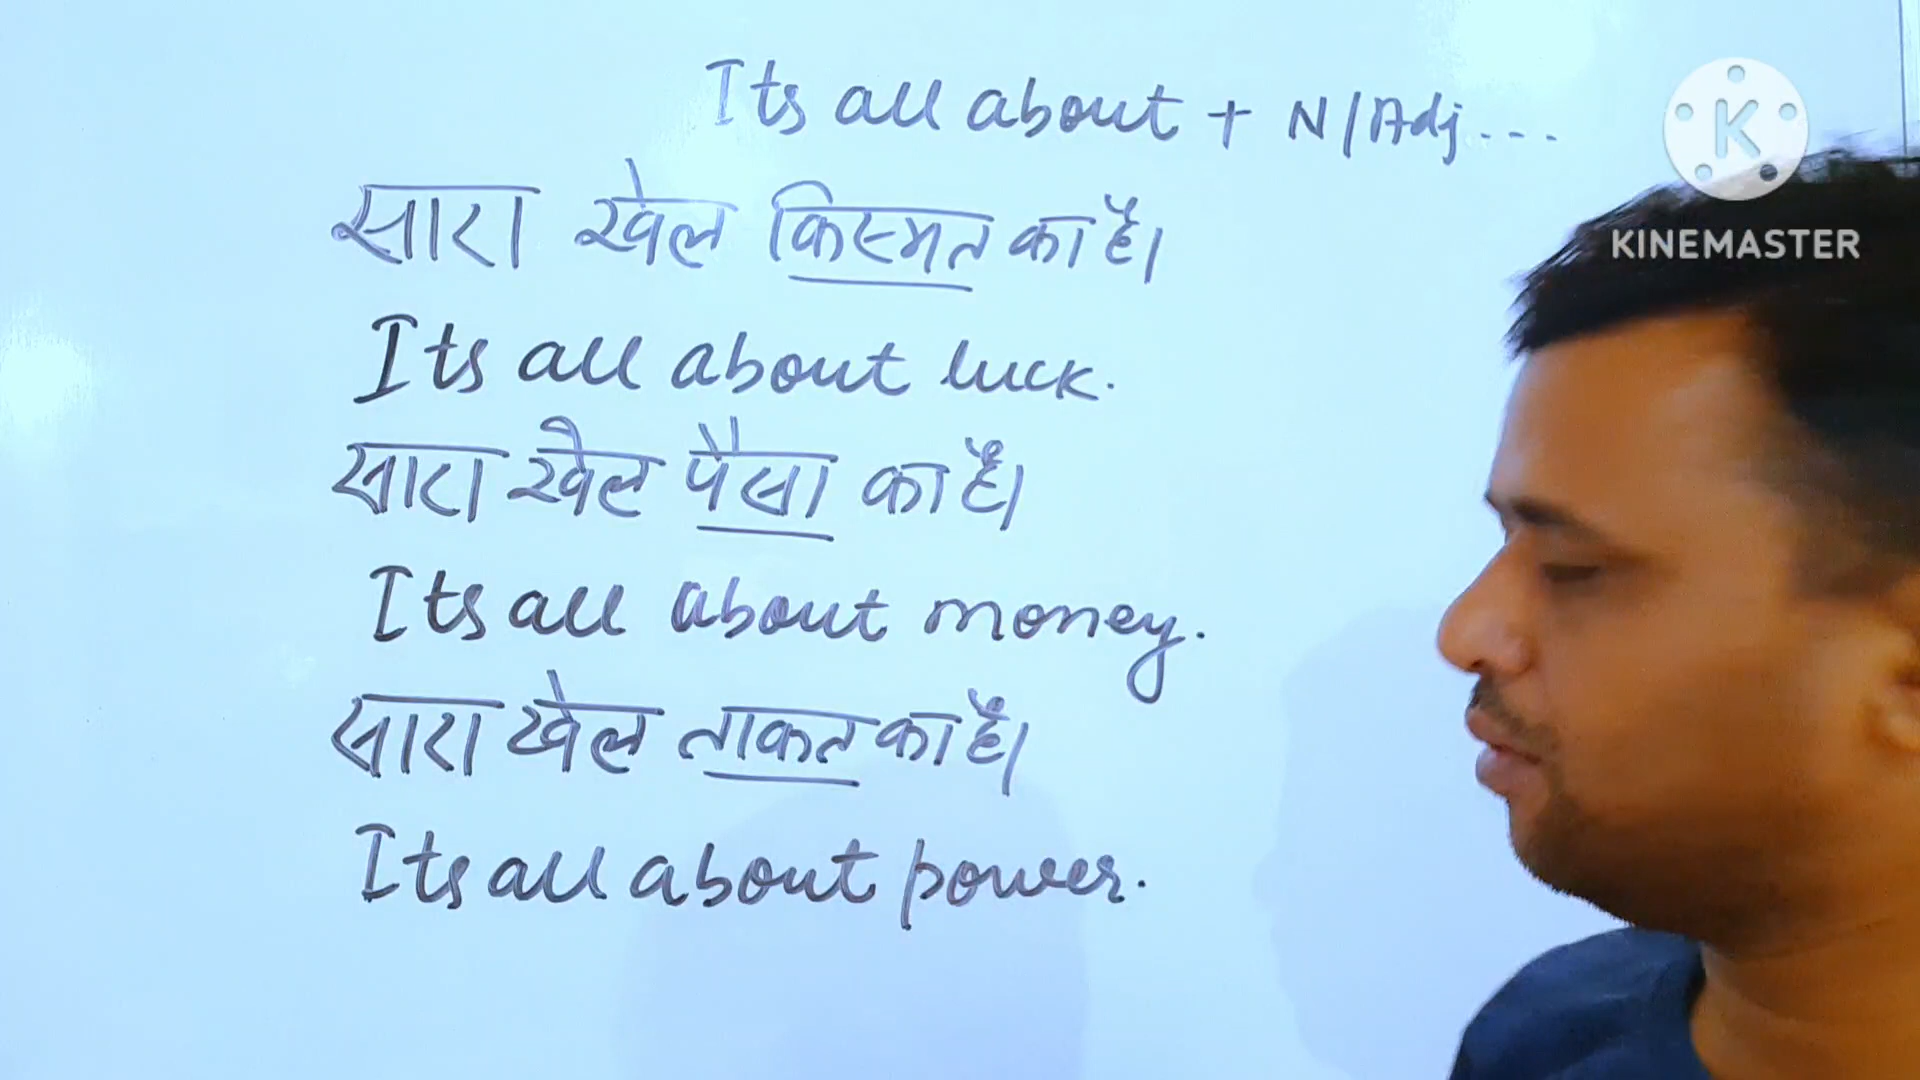 Its all about + N/Adj...
सारा खेल किस्मत का है।
Its all about luck.
सारा खेल पैसा का है।
Its all about money.
सारा खेल ताकत का है।
Its all about power.
K
KINEMASTER